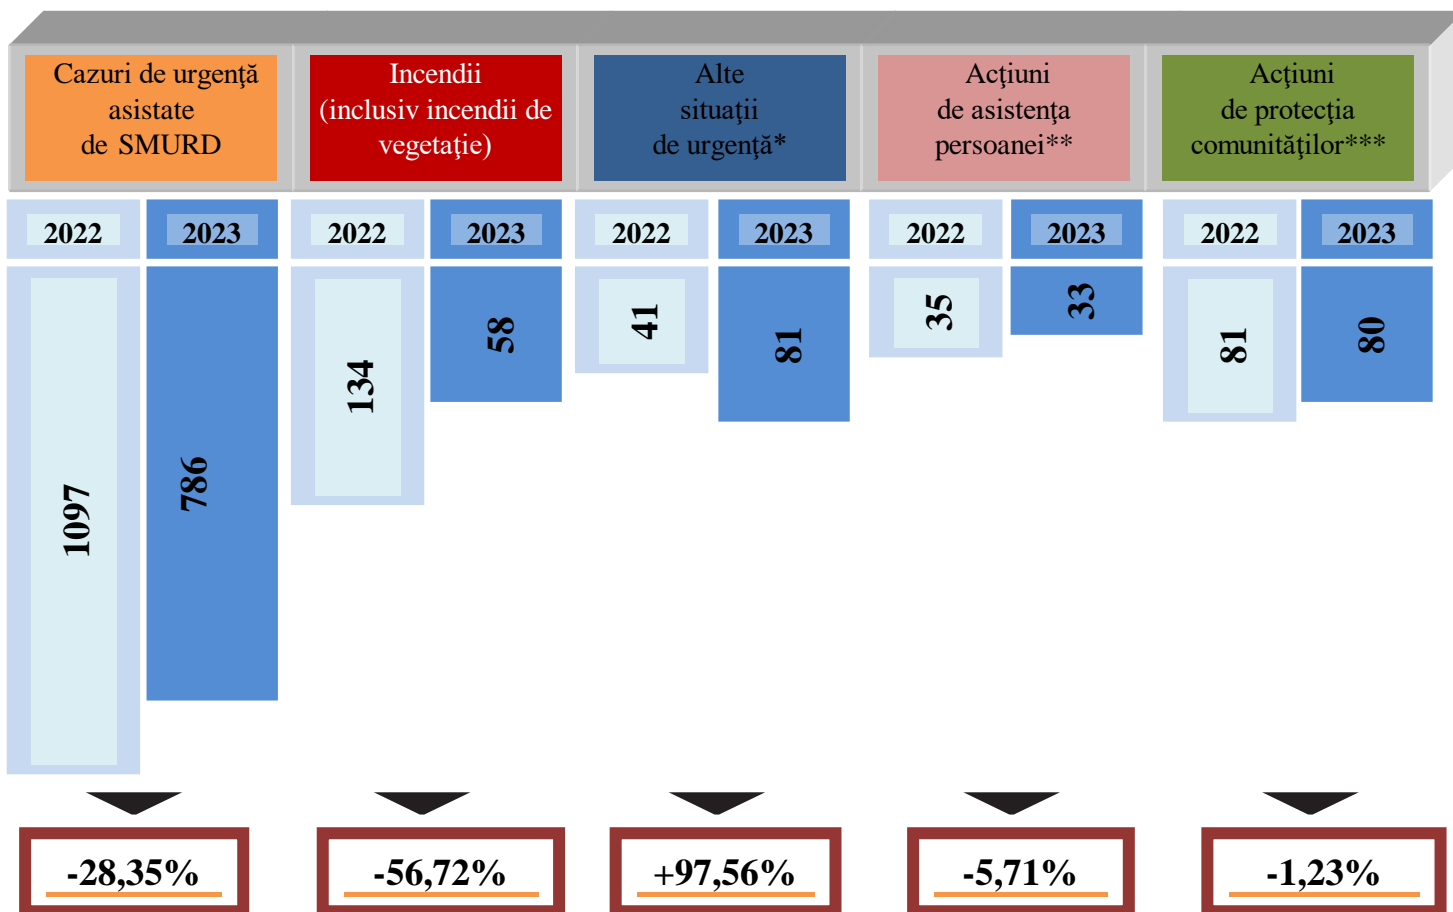 Cazuri de urgenţă
asistate
de SMURD
Incendii
(inclusiv incendii de
vegetaţie)
Alte
situaţii
de urgenţă*
Acţiuni
de asistenţa
persoanei**
Acţiuni
de protecţia
comunităţilor***
2022 2023 2022 2023 2022 2023 2022 2023 2022 2023
1097
786
134
58
41
81
35
33
81
80
-28,35% -56,72% +97,56% -5,71% -1,23%